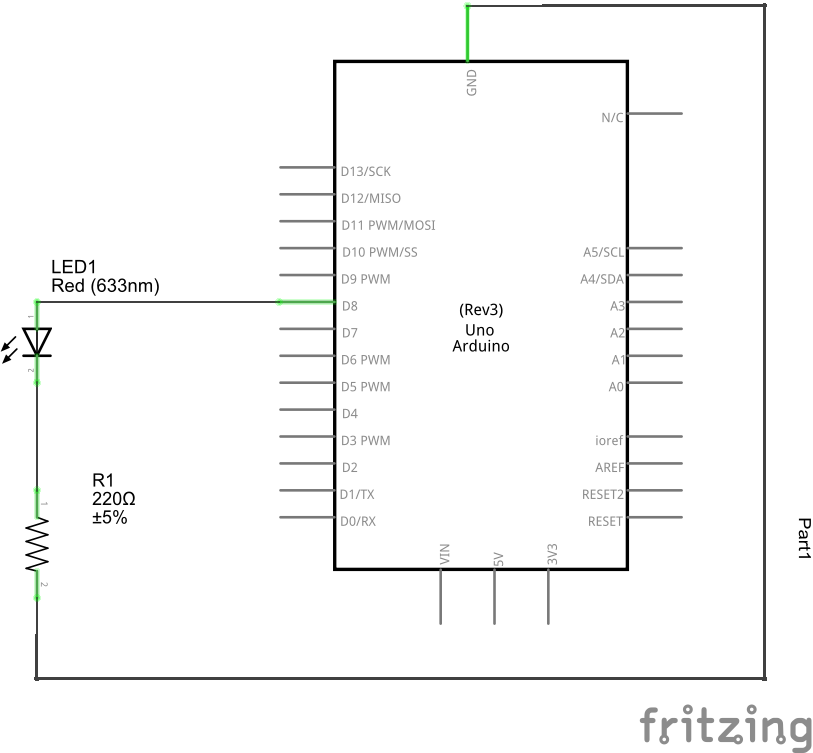 GND
N/C
D13/SCK
D12/MISO
D11 PWM/MOSI
D10 PWM/SS
D9 PWM
D8
D7
D6 PWM
D5 PWM
D4
D3 PWM
D2
D1/TX
D0/RX
A5/SCL
A4/SDA
A3
A2
A1
A0
ioref
AREF
RESET2
RESET
(Rev3)
Uno
Arduino
VIN
5V
3V3
LED1
Red (633nm)
1
2
R1
220Ω
±5%
1
2
Part1
fritzing